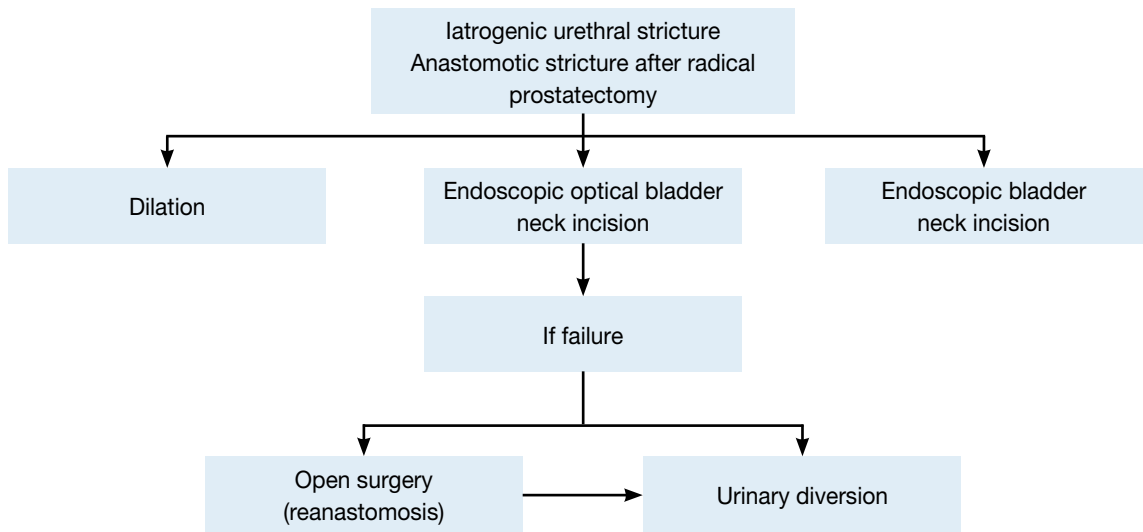 Iatrogenic urethral stricture
Anastomotic stricture after radical
prostatectomy
Dilation
Endoscopic optical bladder
neck incision
Endoscopic bladder
neck incision
If failure
Open surgery
(reanastomosis)
Urinary diversion